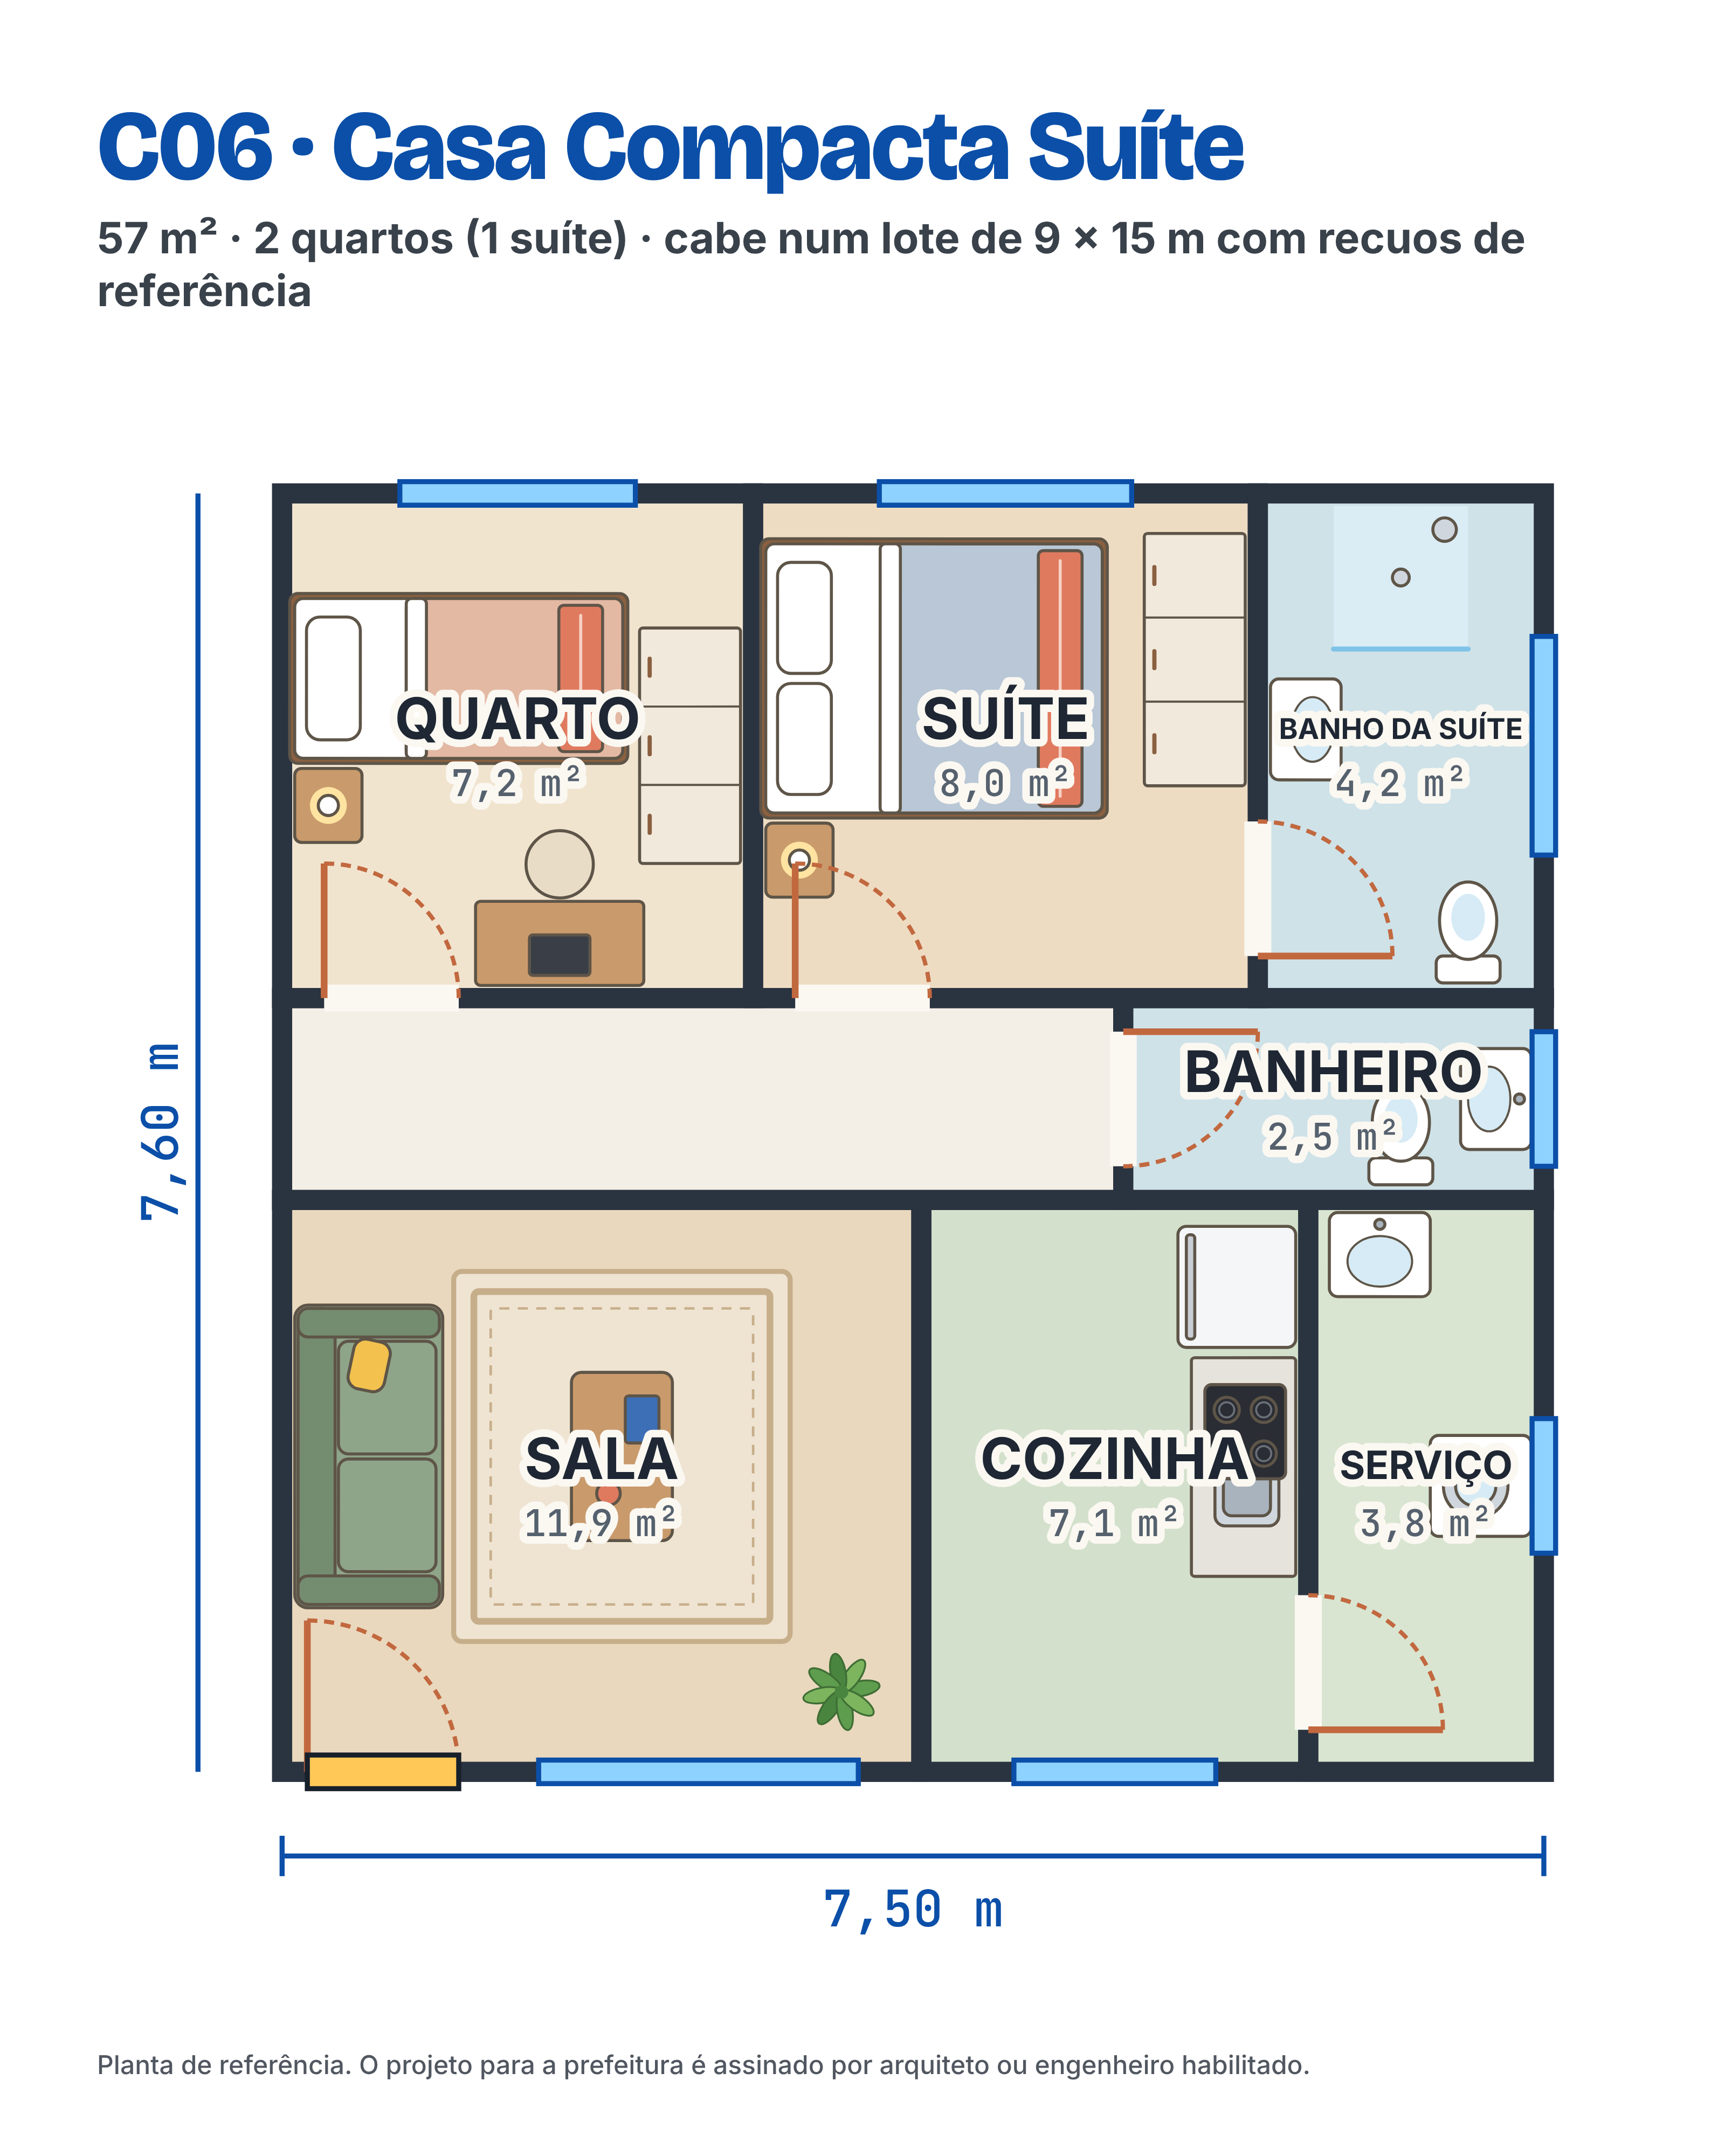 C06 · Casa Compacta Suíte
57 m² · 2 quartos (1 suíte) · cabe num lote de 9 × 15 m com recuos de
referência
QUARTO
7,2 m²
SUÍTE
8,0 m²
BANHO DA SUÍTE
4,2 m²
7,60 m
BANHEIRO
2,5 m²
SALA
11,9 m²
COZINHA
7,1 m²
SERVIÇO
3,8 m²
7,50 m
Planta de referência. O projeto para a prefeitura é assinado por arquiteto ou engenheiro habilitado.